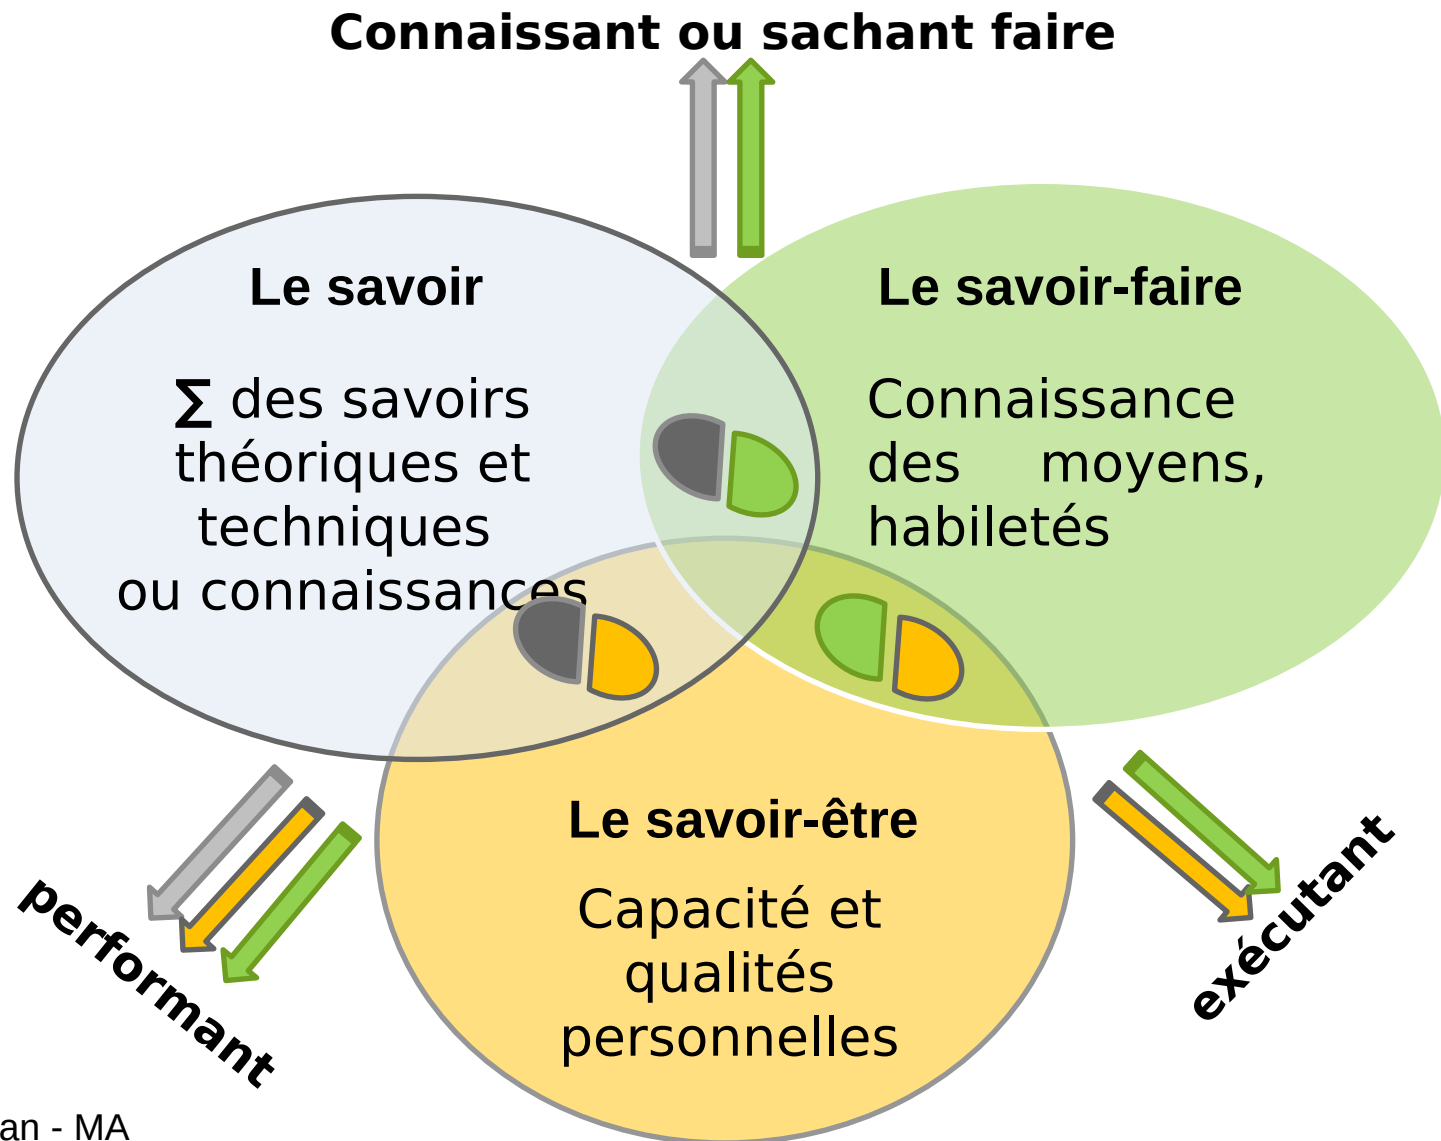 Connaissant ou sachant faire
Le savoir
∑ des savoirs
théoriques et
techniques
ou connaissances
Le savoir-faire
Connaissance
des moyens,
habiletés
Le savoir-être
Capacité et
qualités
personnelles
performant
exécutant
an - MA